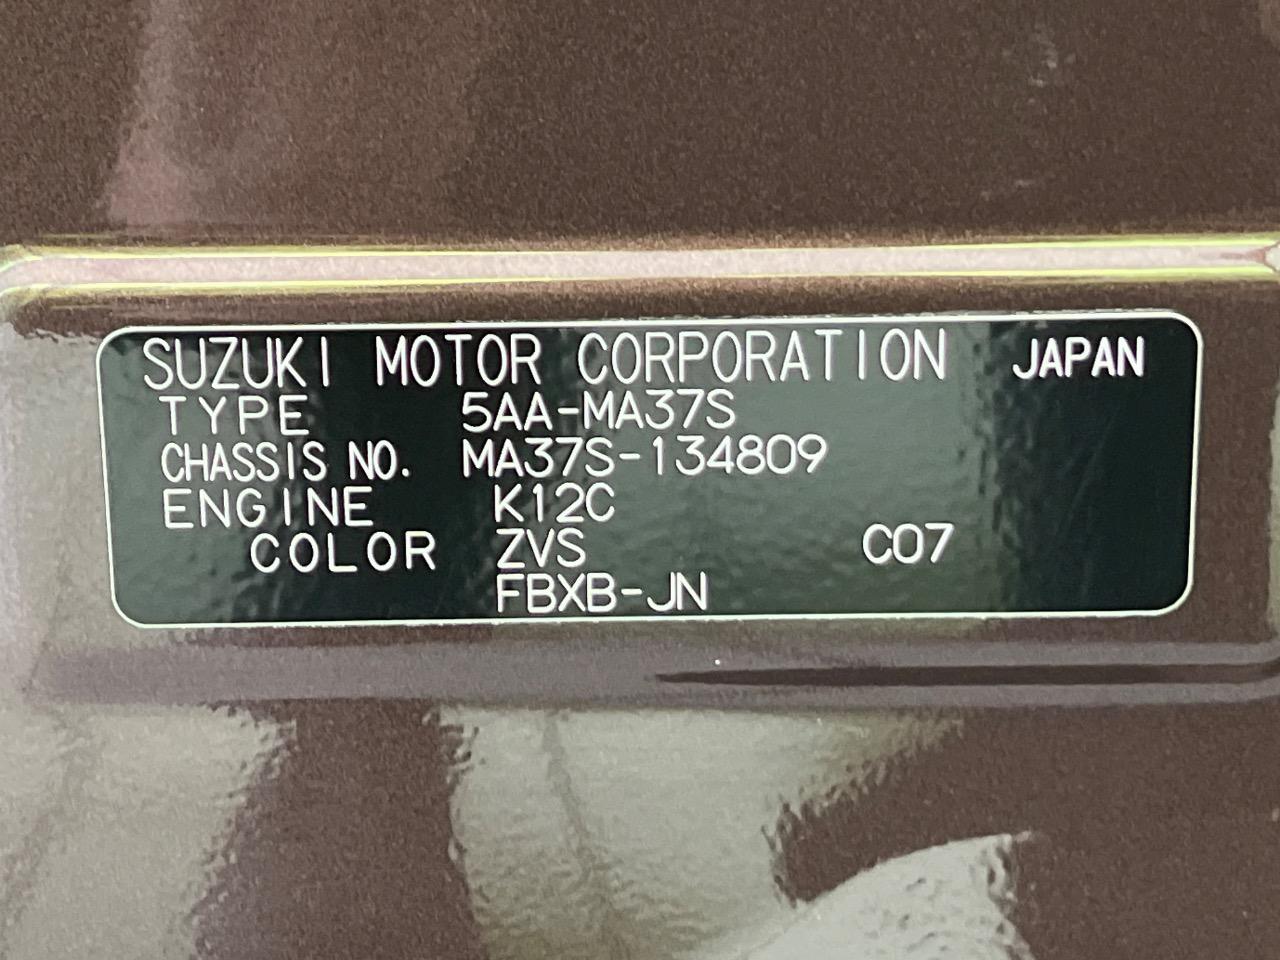 SUZUKI MOTOR CORPORATION JAPAN
TYPE 5AA-MA37S
CHASSIS NO. MA37S-134809
ENGINE K12C
COLOR ZVS C07
FBXB-JN